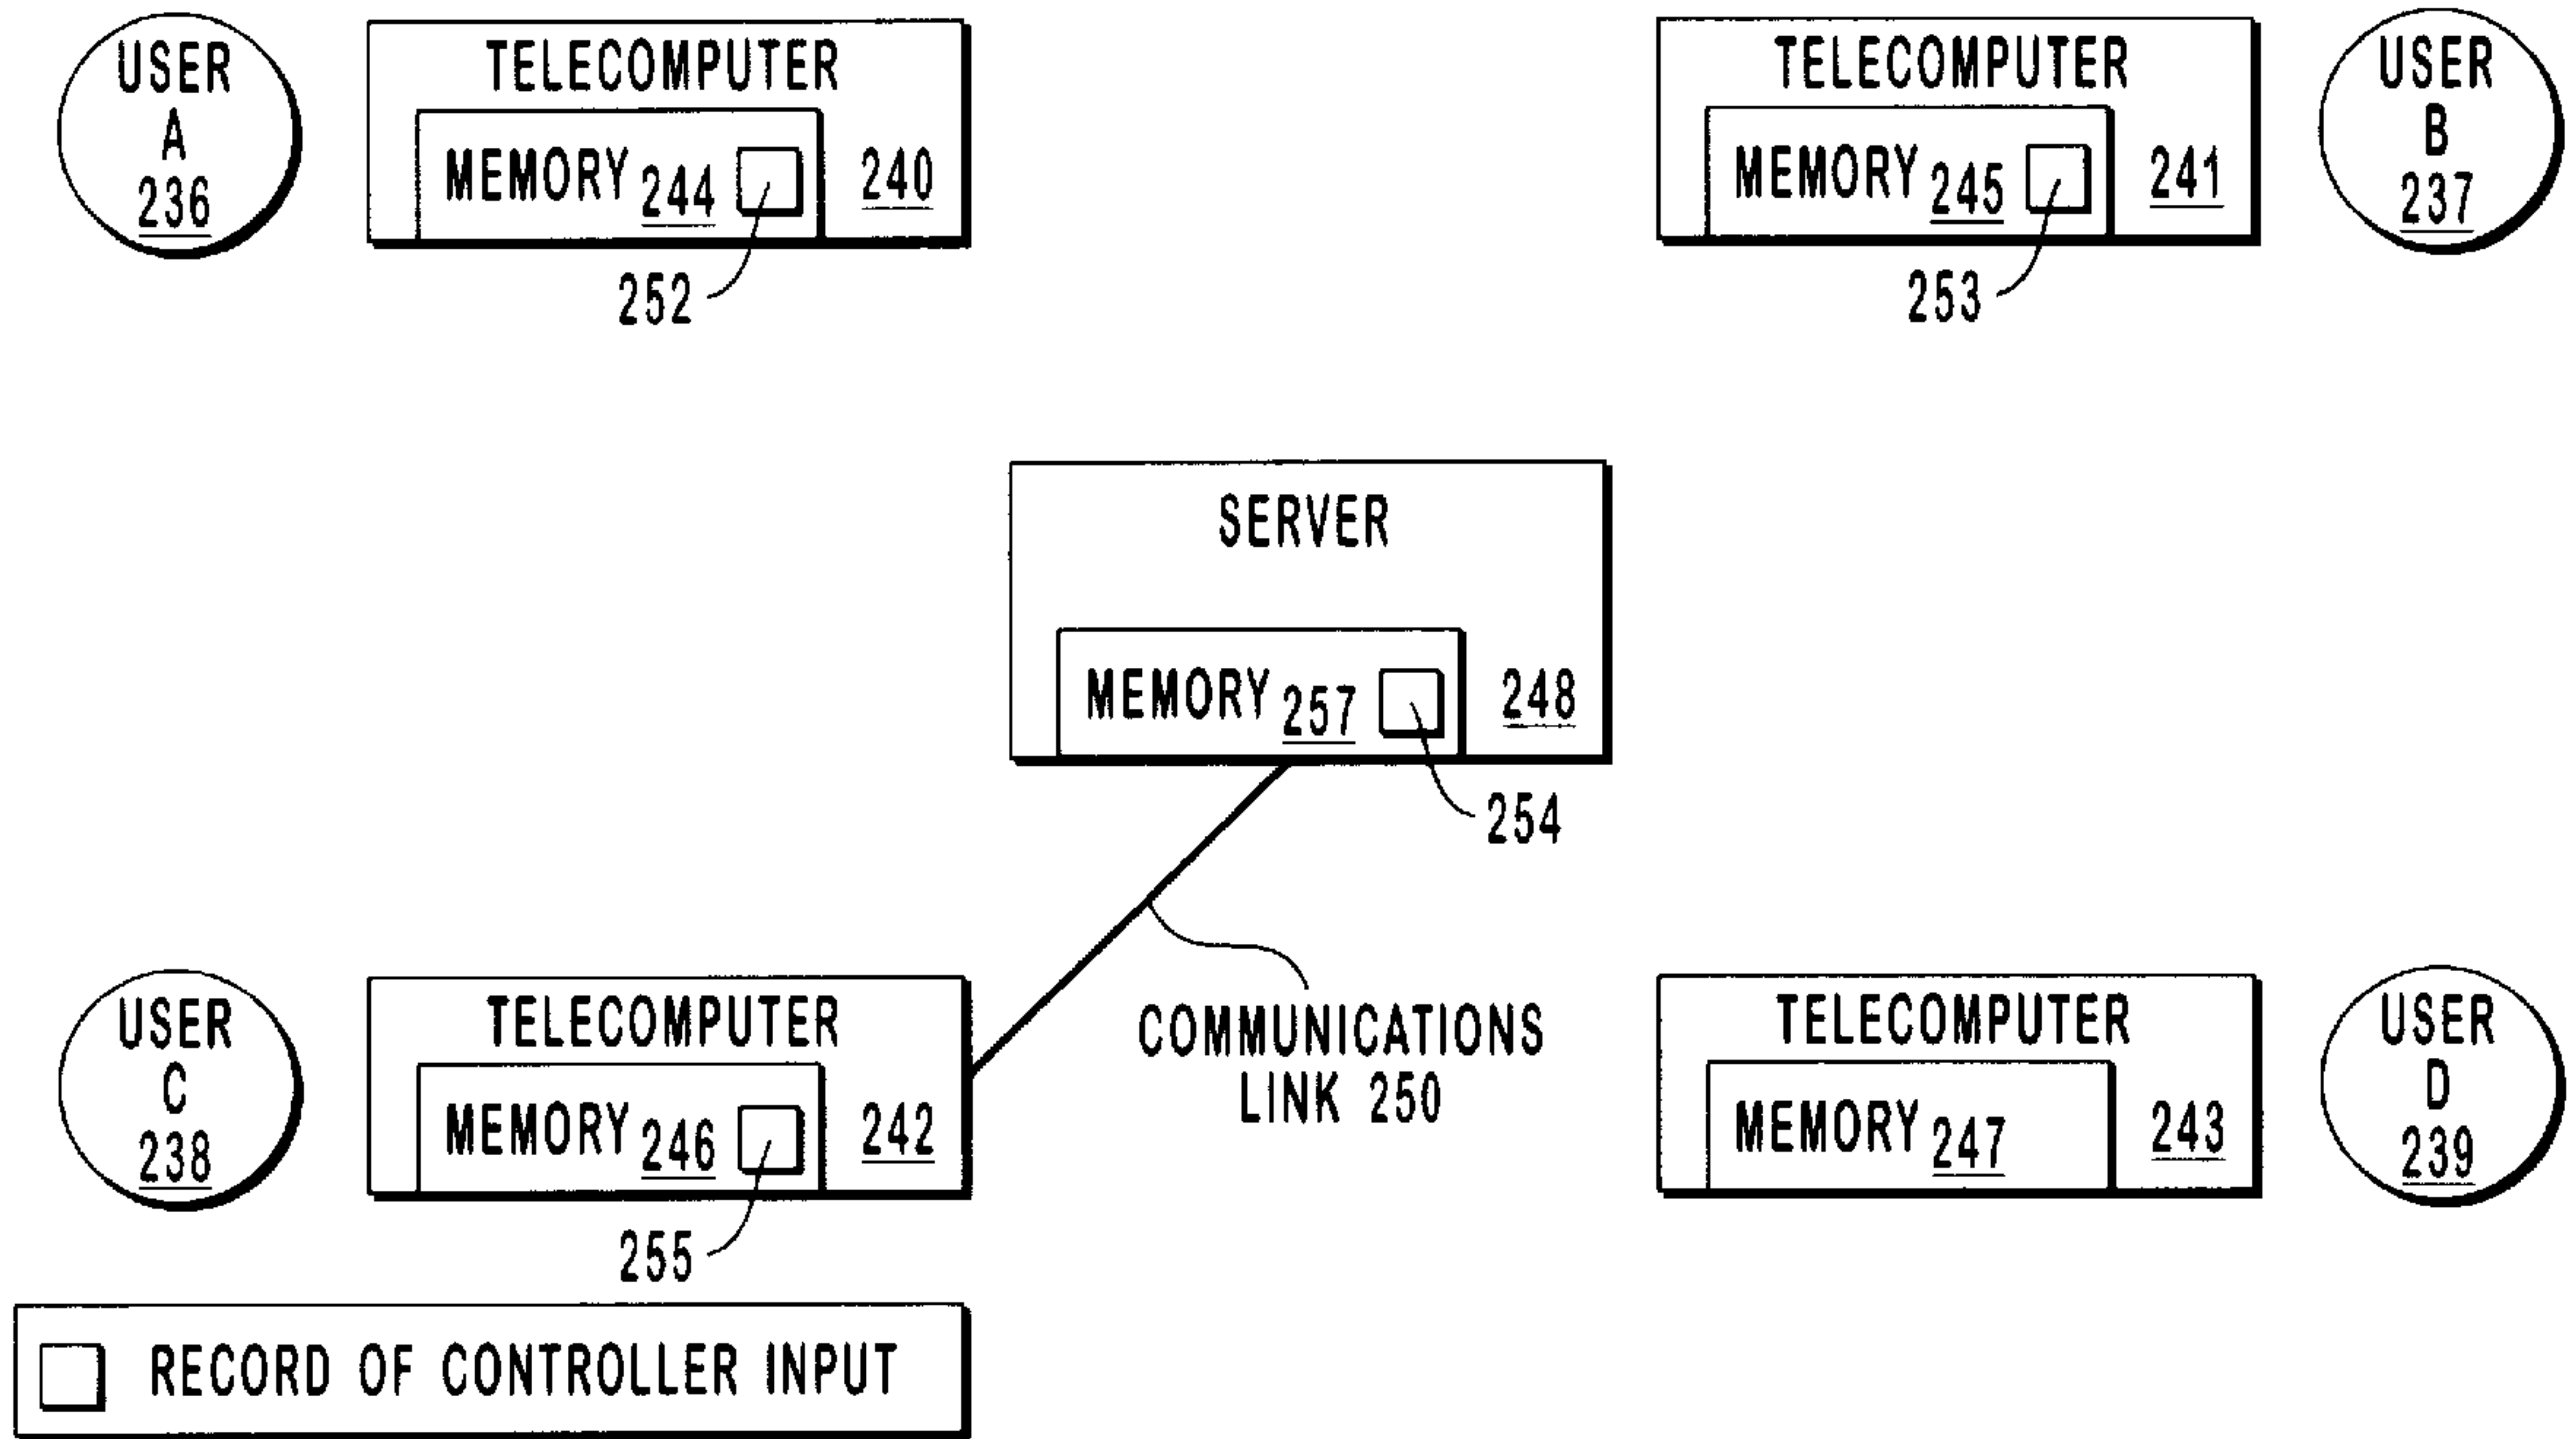 USER
A
236
TELECOMPUTER
MEMORY 244
240
252
TELECOMPUTER
MEMORY 245
241
253
USER
B
237
SERVER
MEMORY 257
248
254
COMMUNICATIONS
LINK 250
USER
C
238
TELECOMPUTER
MEMORY 246
242
255
TELECOMPUTER
MEMORY 247
243
USER
D
239
RECORD OF CONTROLLER INPUT